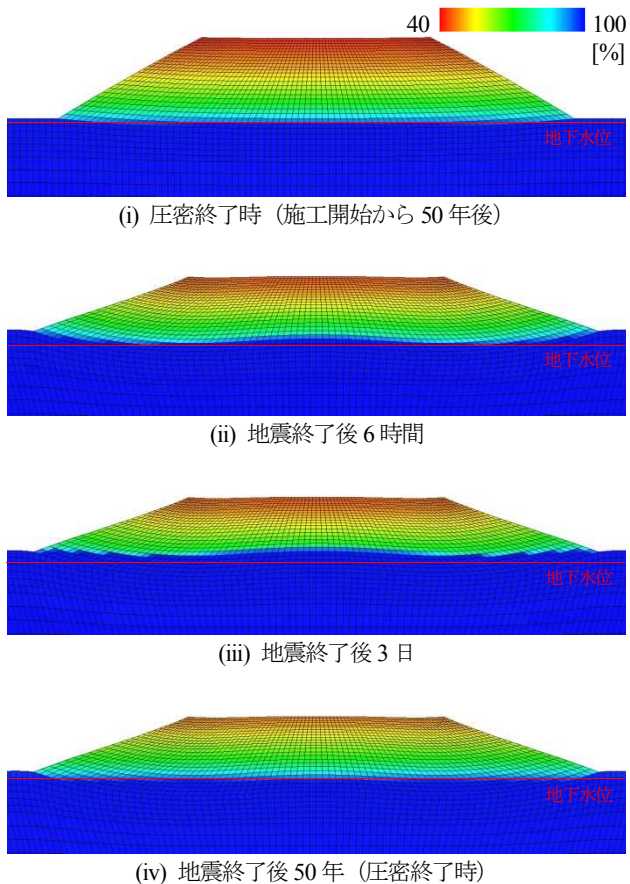 40 100
[%]
地下水位
(i) 圧密終了時（施工開始から 50 年後）
地下水位
(ii) 地震終了後 6 時間
地下水位
(iii) 地震終了後 3 日
地下水位
(iv) 地震終了後 50 年（圧密終了時）